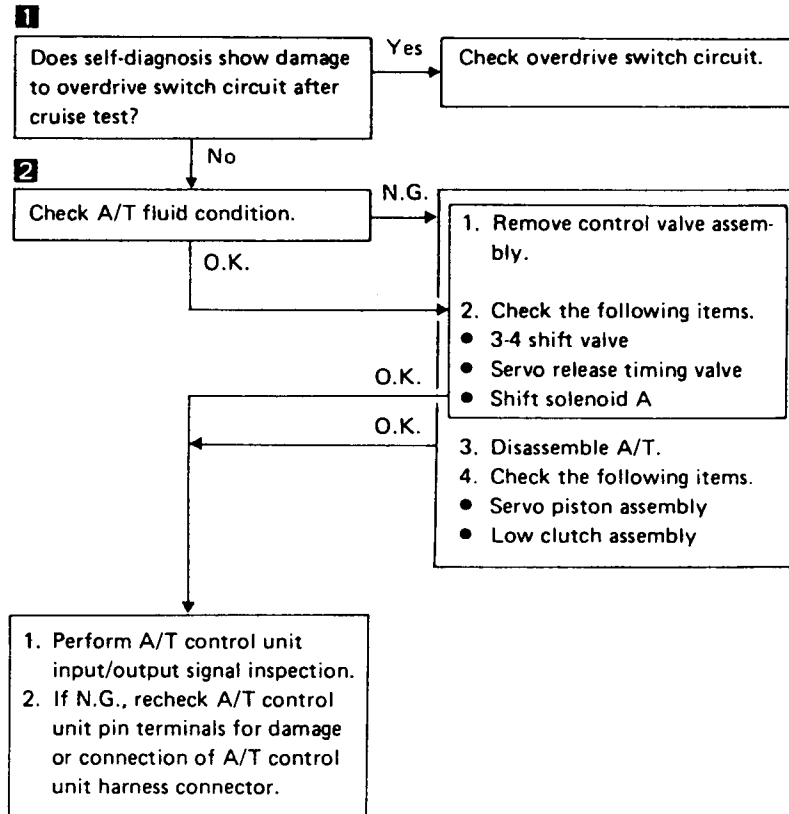 1
Does self-diagnosis show damage
to overdrive switch circuit after
cruise test?
Yes
Check overdrive switch circuit.
No
2
Check A/T fluid condition.
N.G.
O.K.
1. Remove control valve assem-
bly.
2. Check the following items.
● 3-4 shift valve
● Servo release timing valve
● Shift solenoid A
O.K.
O.K.
3. Disassemble A/T.
4. Check the following items.
● Servo piston assembly
● Low clutch assembly
1. Perform A/T control unit
input/output signal inspection.
2. If N.G., recheck A/T control
unit pin terminals for damage
or connection of A/T control
unit harness connector.